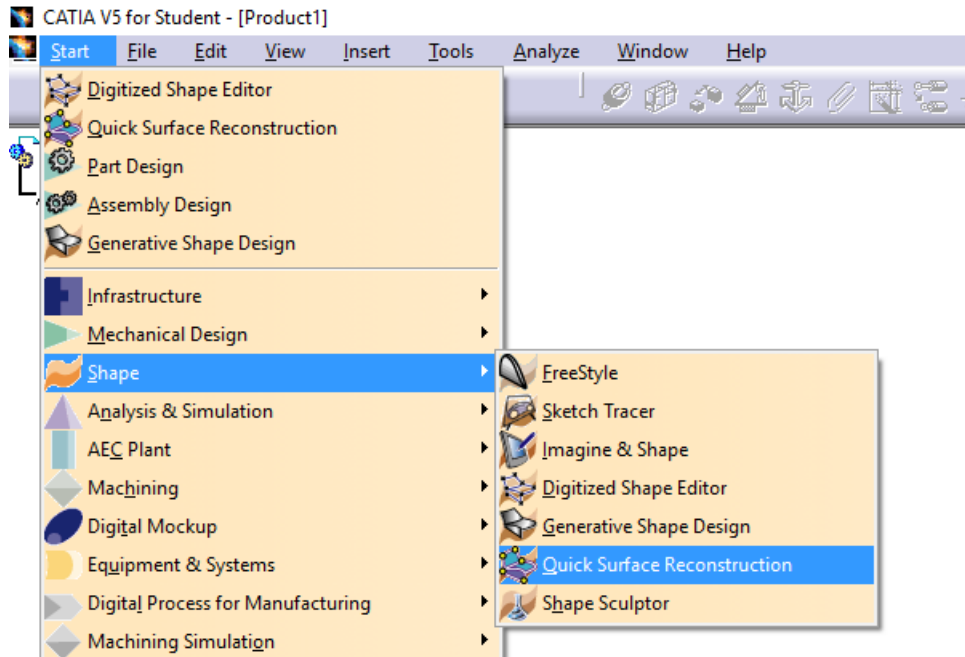 CATIA V5 for Student - [Product1]
Start File Edit View Insert Tools Analyze Window Help
Digitized Shape Editor
Quick Surface Reconstruction
Part Design
Assembly Design
Generative Shape Design
Infrastructure
Mechanical Design
Shape
Analysis & Simulation
AEC Plant
Machining
Digital Mockup
Equipment & Systems
Digital Process for Manufacturing
Machining Simulation
FreeStyle
Sketch Tracer
Imagine & Shape
Digitized Shape Editor
Generative Shape Design
Quick Surface Reconstruction
Shape Sculptor